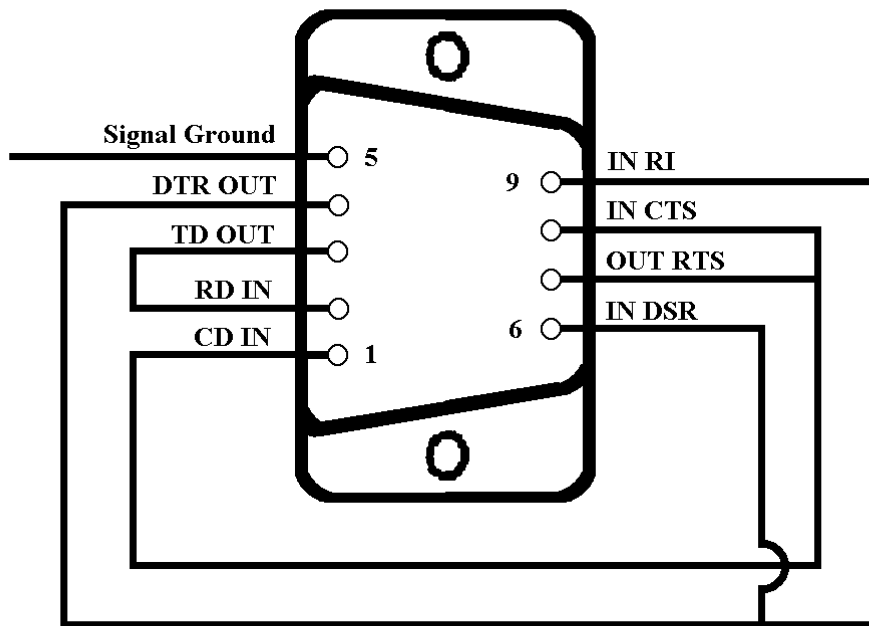 Signal Ground
5
DTR OUT
TD OUT
RD IN
CD IN
1
9
IN RI
IN CTS
OUT RTS
6
IN DSR